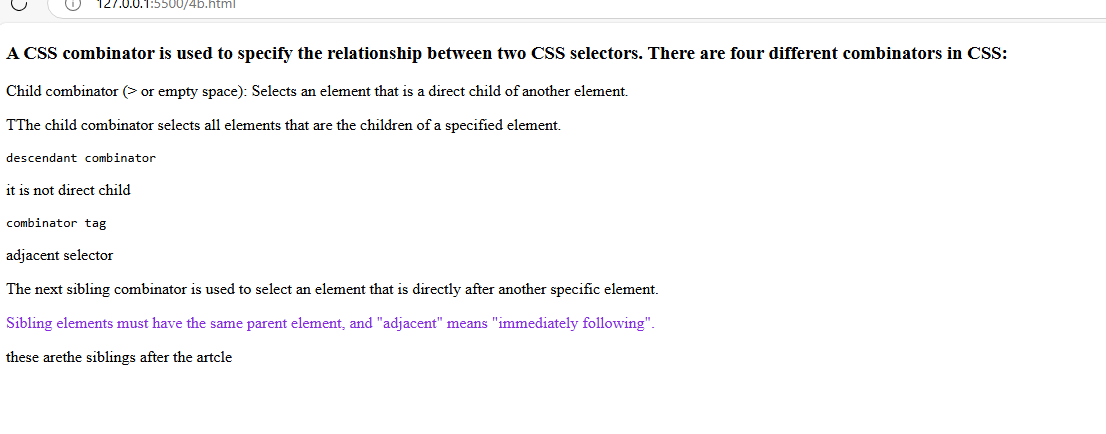 127.0.0.1:5500/4b.html
A CSS combinator is used to specify the relationship between two CSS selectors. There are four different combinators in CSS:
Child combinator (> or empty space): Selects an element that is a direct child of another element.
TThe child combinator selects all elements that are the children of a specified element.
descendant combinator
it is not direct child
combinator tag
adjacent selector
The next sibling combinator is used to select an element that is directly after another specific element.
Sibling elements must have the same parent element, and "adjacent" means "immediately following".
these arethe siblings after the artcle